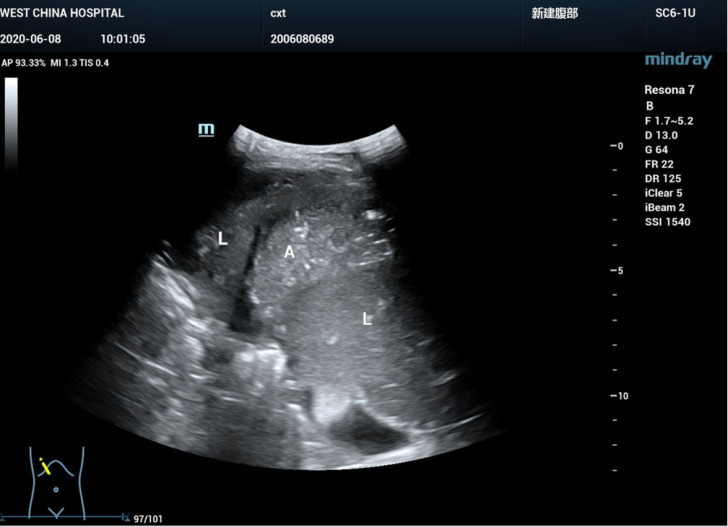 WEST CHINA HOSPITAL cxt 新建腹部 SC6-1U
2020-06-08 10:01:05 2006080689
AP 93.33% MI 1.3 TIS 0.4
mindray
m
Resona 7
B
F 1.7~5.2
D 13.0
G 64
FR 22
DR 125
iClear 5
iBeam 2
SSI 1540
0
L
A
5
L
10
97/101